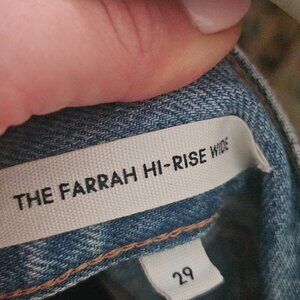 THE FARRAH HI-RISE WIDE
29